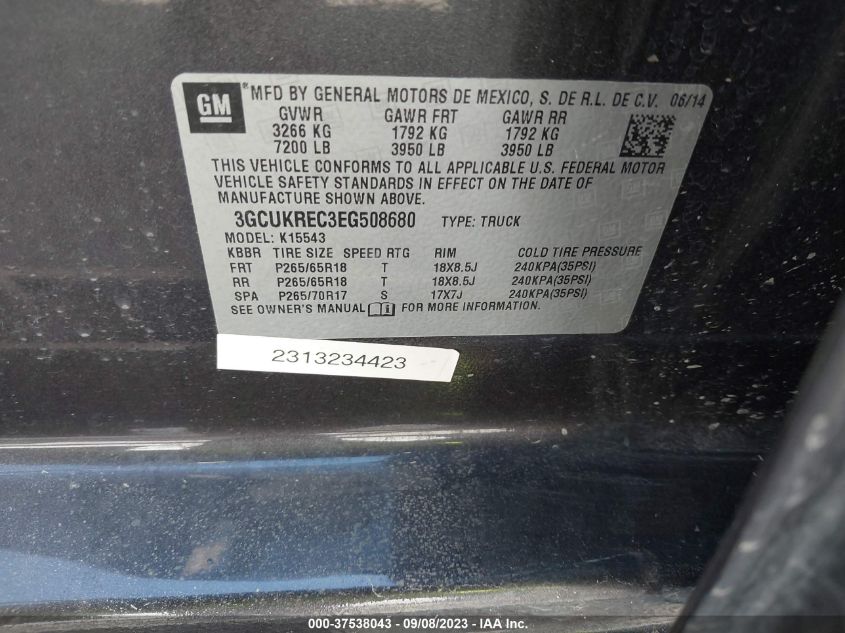 GM ® MFD BY GENERAL MOTORS DE MEXICO, S. DE R.L. DE C.V. 06/14
GVWR GAWR FRT GAWR RR
3266 KG 1792 KG 1792 KG
7200 LB 3950 LB 3950 LB
THIS VEHICLE CONFORMS TO ALL APPLICABLE U.S. FEDERAL MOTOR
VEHICLE SAFETY STANDARDS IN EFFECT ON THE DATE OF
MANUFACTURE SHOWN ABOVE.
3GCUKREC3EG508680 TYPE: TRUCK
MODEL: K15543
KBBR TIRE SIZE SPEED RTG RIM COLD TIRE PRESSURE
FRT P265/65R18 T 18X8.5J 240KPA(35PSI)
RR P265/65R18 T 18X8.5J 240KPA(35PSI)
SPA P265/70R17 S 17X7J 240KPA(35PSI)
SEE OWNER'S MANUAL FOR MORE INFORMATION.
2313234423
000-37538043 - 09/08/2023 - IAAI.COM